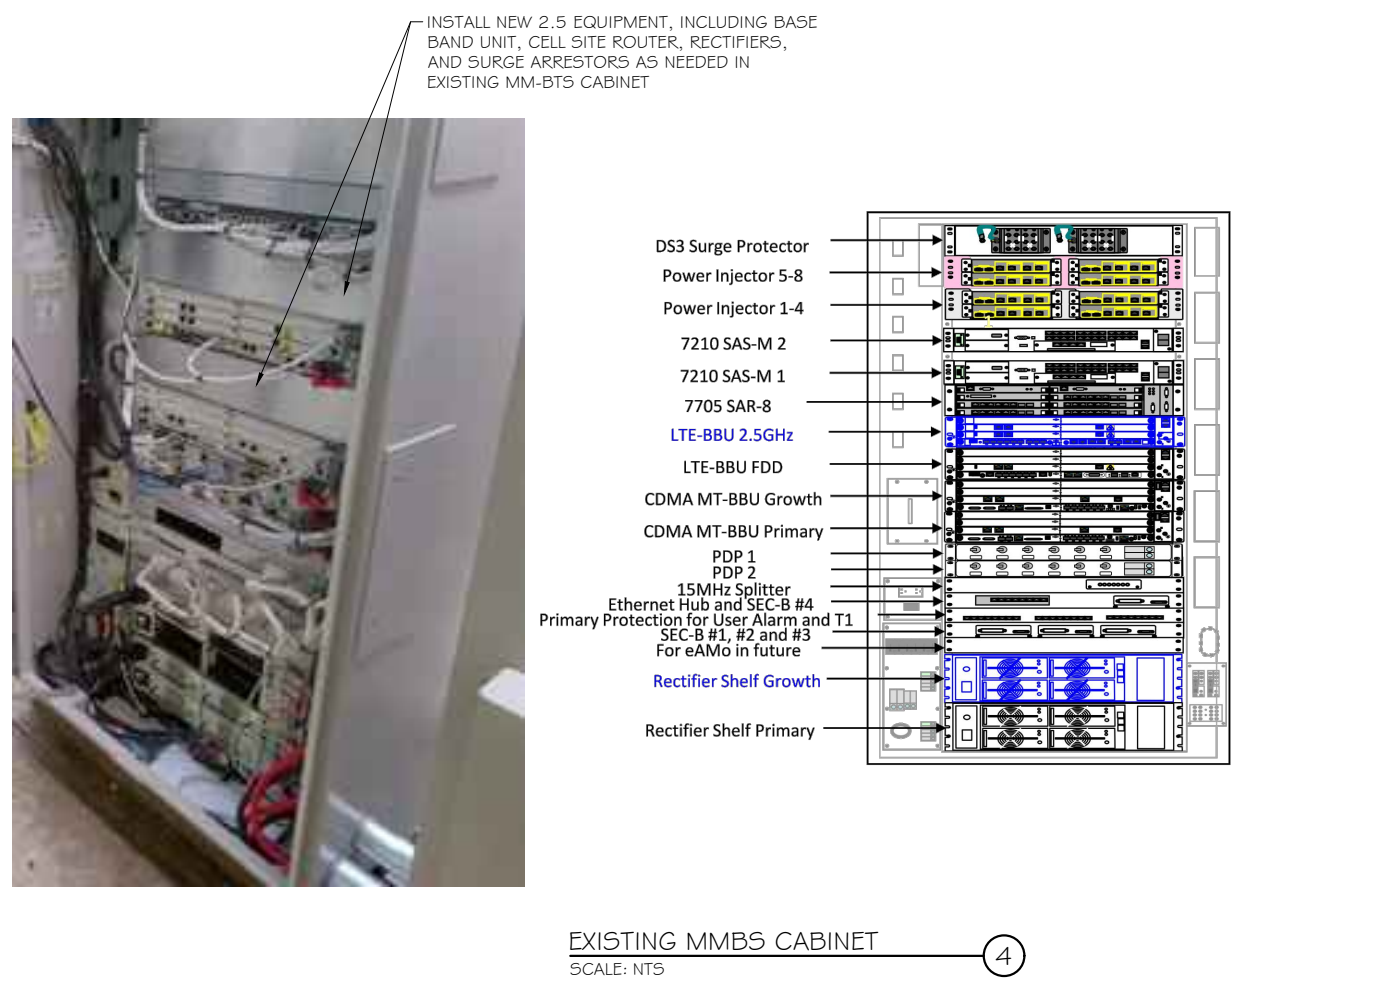 INSTALL NEW 2.5 EQUIPMENT, INCLUDING BASE
BAND UNIT, CELL SITE ROUTER, RECTIFIERS,
AND SURGE ARRESTORS AS NEEDED IN
EXISTING MM-BTS CABINET
DS3 Surge Protector
Power Injector 5-8
Power Injector 1-4
7210 SAS-M 2
7210 SAS-M 1
7705 SAR-8
LTE-BBU 2.5GHz
LTE-BBU FDD
CDMA MT-BBU Growth
CDMA MT-BBU Primary
PDP 1
PDP 2
15MHz Splitter
Ethernet Hub and SEC-B #4
Primary Protection for User Alarm and T1
SEC-B #1, #2 and #3
For eAMo in future
Rectifier Shelf Growth
Rectifier Shelf Primary
EXISTING MMBS CABINET
4
SCALE: NTS